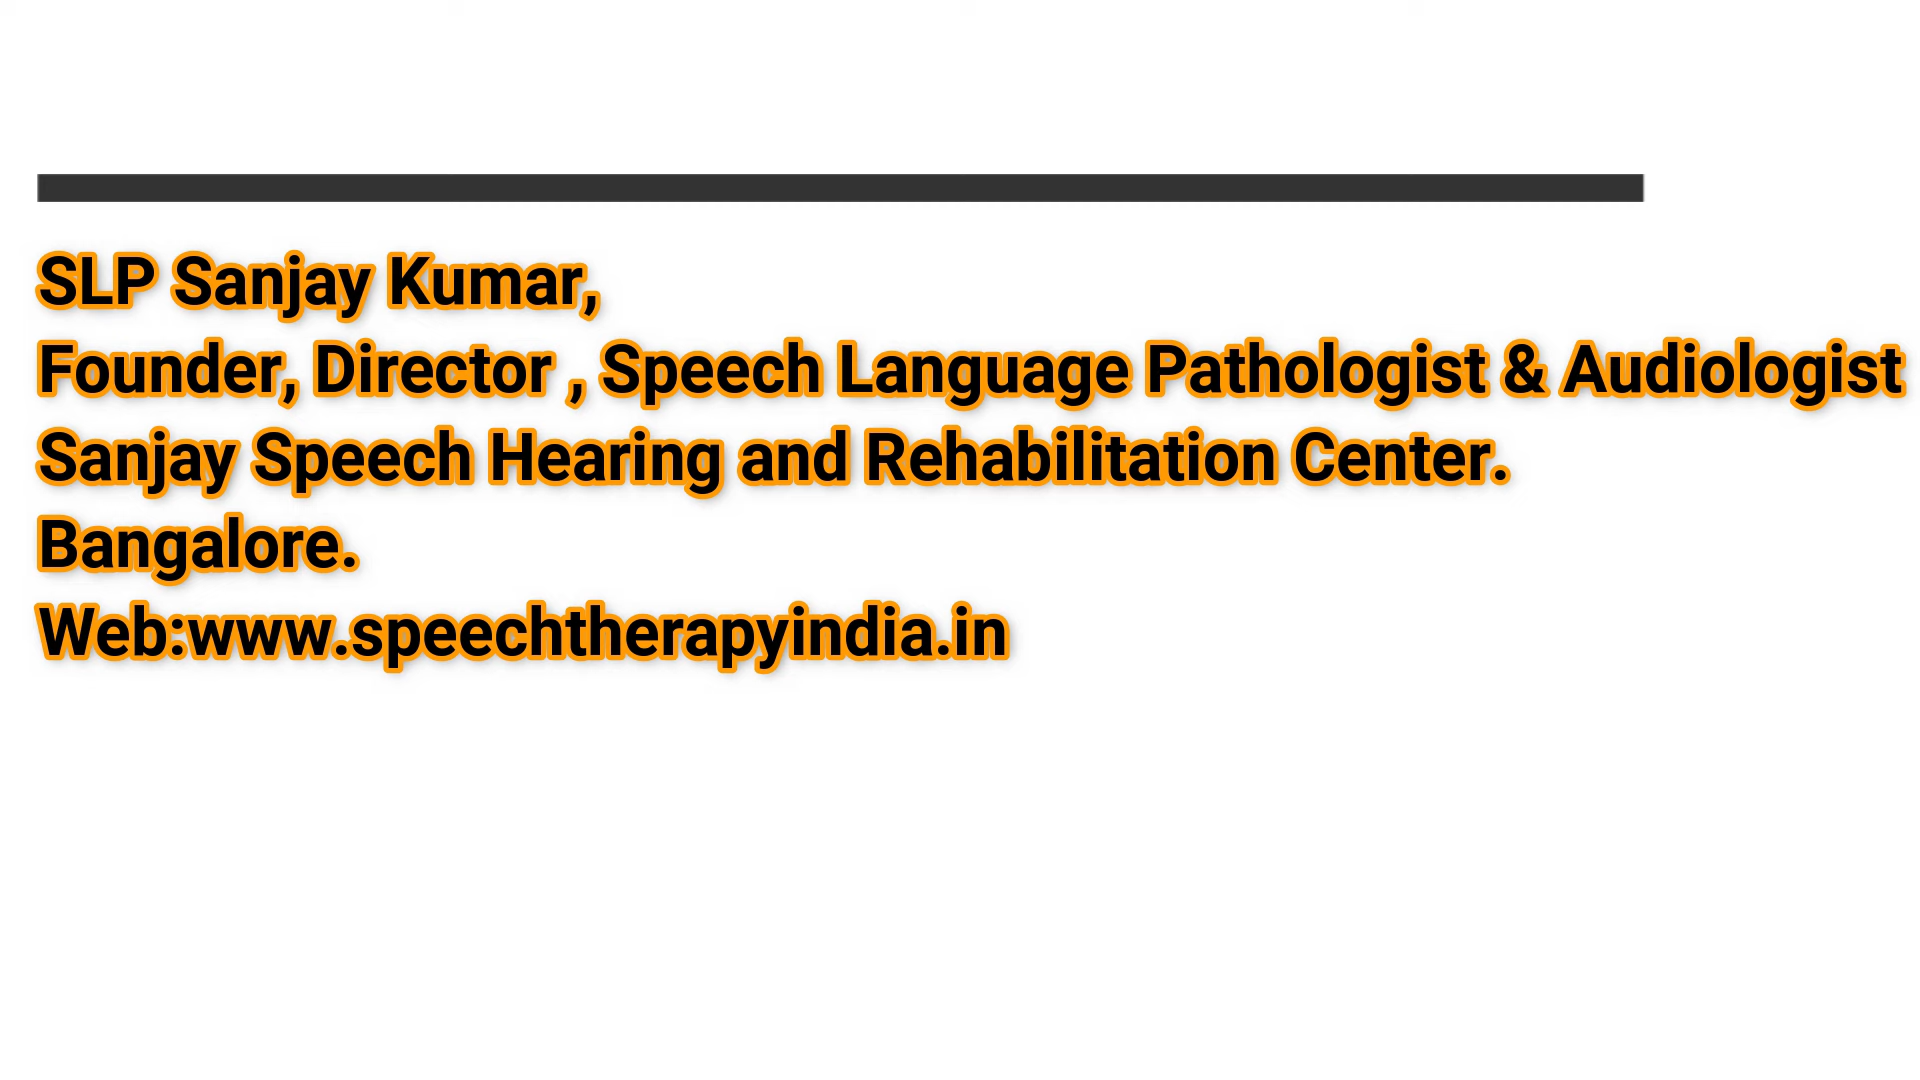 SLP Sanjay Kumar,
Founder, Director , Speech Language Pathologist & Audiologist
Sanjay Speech Hearing and Rehabilitation Center.
Bangalore.
Web:www.speechtherapyindia.in